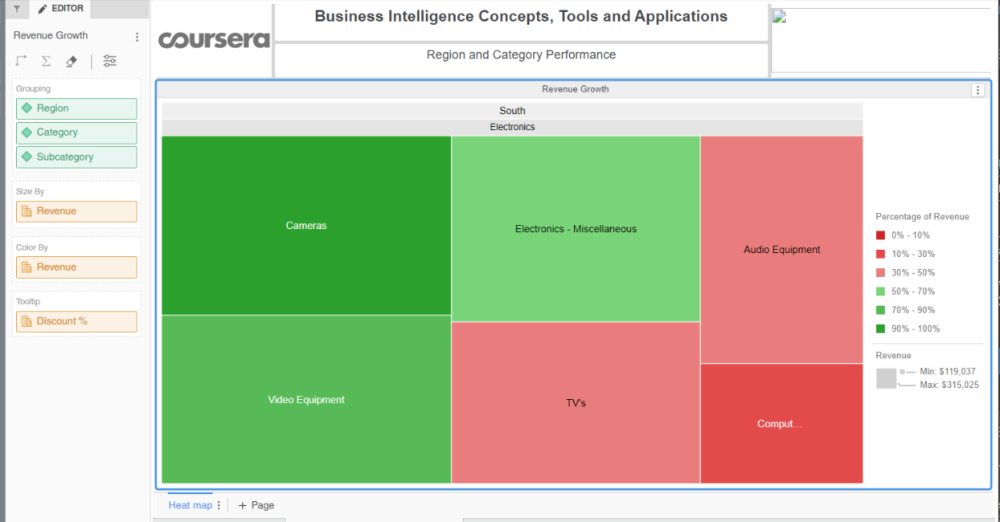 EDITOR
Revenue Growth
Grouping
Region
Category
Subcategory
Size By
Revenue
Color By
Revenue
Tooltip
Discount %
coursera
Business Intelligence Concepts, Tools and Applications
Region and Category Performance
Revenue Growth
South
Electronics
Cameras
Electronics - Miscellaneous
Audio Equipment
Video Equipment
TV's
Comput...
Percentage of Revenue
0% - 10%
10% - 30%
30% - 50%
50% - 70%
70% - 90%
90% - 100%
Revenue
Min: $119,037
Max: $315,025
Heat map
+ Page